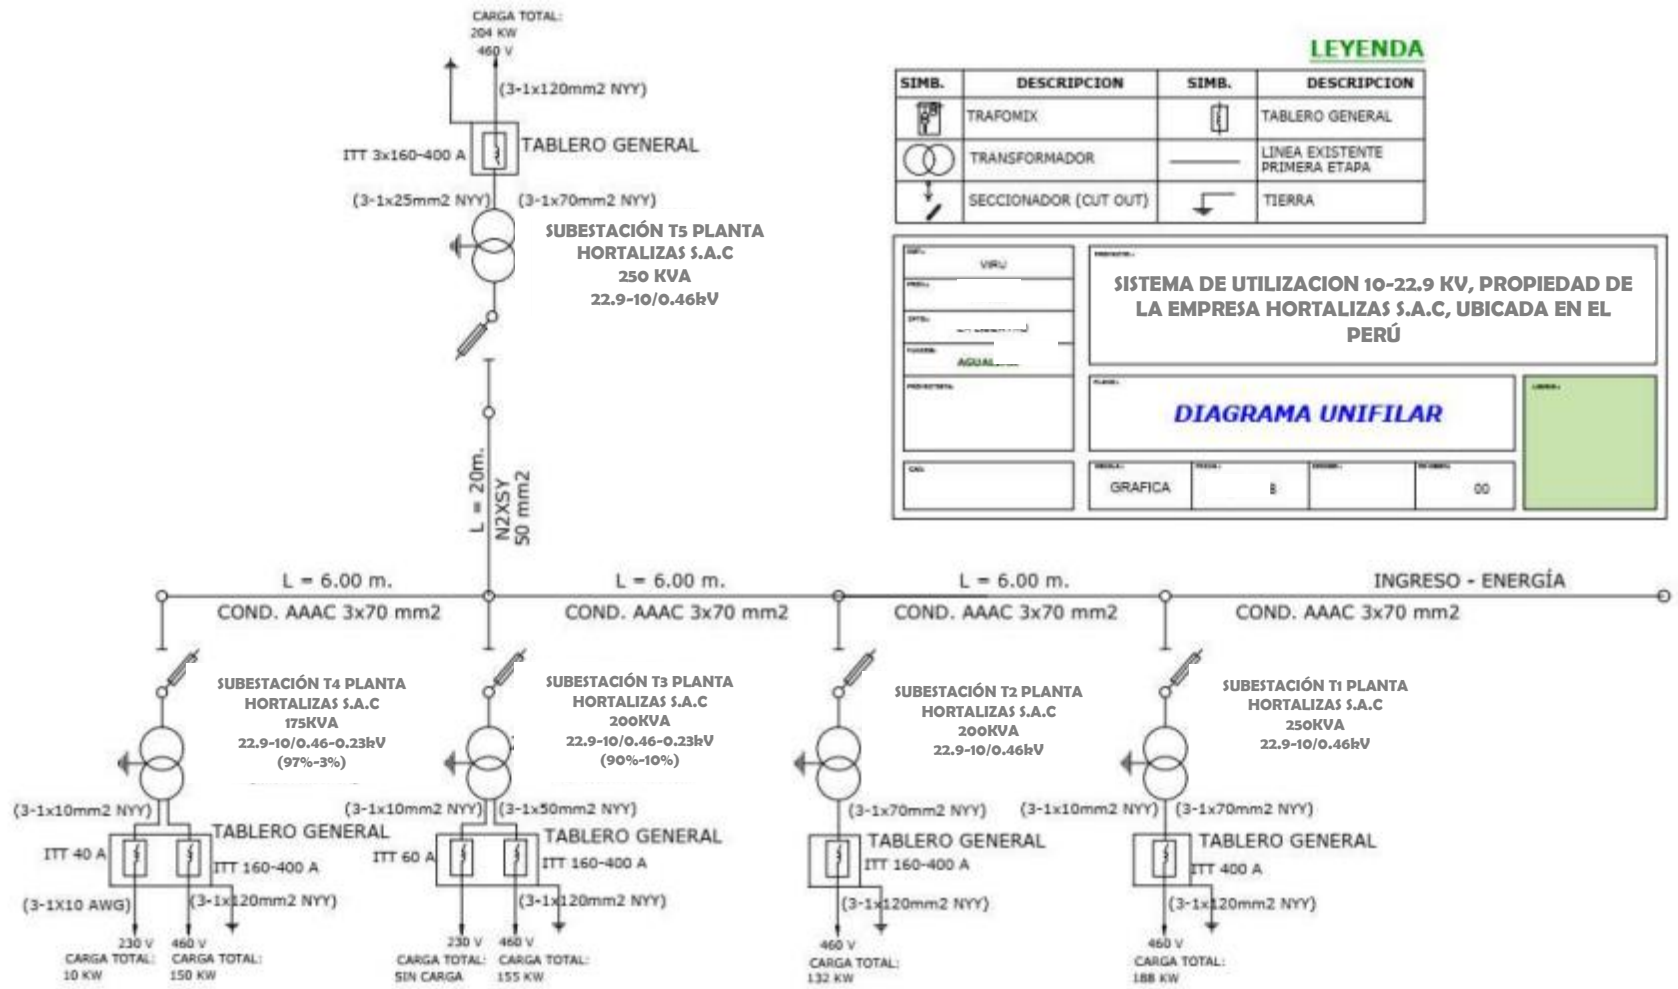 CARGA TOTAL:
204 KW
460 V
(3-1x120mm2 NYY)
ITT 3x160-400 A
TABLERO GENERAL
(3-1x25mm2 NYY)
(3-1x70mm2 NYY)
SUBESTACIÓN T5 PLANTA
HORTALIZAS S.A.C
250 KVA
22.9-10/0.46kV
L = 20m.
N2XSY
50 mm2
LEYENDA
SIMB. DESCRIPCION SIMB. DESCRIPCION
TRAFOMIX
TABLERO GENERAL
TRANSFORMADOR
LINEA EXISTENTE
PRIMERA ETAPA
SECCIONADOR (CUT OUT)
TIERRA
VIRU
SISTEMA DE UTILIZACION 10-22.9 KV, PROPIEDAD DE
LA EMPRESA HORTALIZAS S.A.C, UBICADA EN EL
PERÚ
DIAGRAMA UNIFILAR
GRAFICA
00
L = 6.00 m.
L = 6.00 m.
L = 6.00 m.
INGRESO - ENERGÍA
COND. AAAC 3x70 mm2
COND. AAAC 3x70 mm2
COND. AAAC 3x70 mm2
COND. AAAC 3x70 mm2
SUBESTACIÓN T4 PLANTA
HORTALIZAS S.A.C
175KVA
22.9-10/0.46-0.23kV
(97%-3%)
(3-1x10mm2 NYY)
TABLERO GENERAL
ITT 40 A
ITT 160-400 A
(3-1X10 AWG)
(3-1x120mm2 NYY)
230 V
460 V
CARGA TOTAL:
10 KW
CARGA TOTAL:
150 KW
SUBESTACIÓN T3 PLANTA
HORTALIZAS S.A.C
200KVA
22.9-10/0.46-0.23kV
(90%-10%)
(3-1x10mm2 NYY)
(3-1x50mm2 NYY)
TABLERO GENERAL
ITT 60 A
ITT 160-400 A
(3-1x120mm2 NYY)
230 V
460 V
CARGA TOTAL:
SIN CARGA
CARGA TOTAL:
155 KW
SUBESTACIÓN T2 PLANTA
HORTALIZAS S.A.C
200KVA
22.9-10/0.46kV
(3-1x70mm2 NYY)
TABLERO GENERAL
ITT 160-400 A
(3-1x120mm2 NYY)
460 V
CARGA TOTAL:
132 KW
SUBESTACIÓN T1 PLANTA
HORTALIZAS S.A.C
250KVA
22.9-10/0.46kV
(3-1x10mm2 NYY)
(3-1x70mm2 NYY)
TABLERO GENERAL
ITT 400 A
(3-1x120mm2 NYY)
460 V
CARGA TOTAL:
188 KW